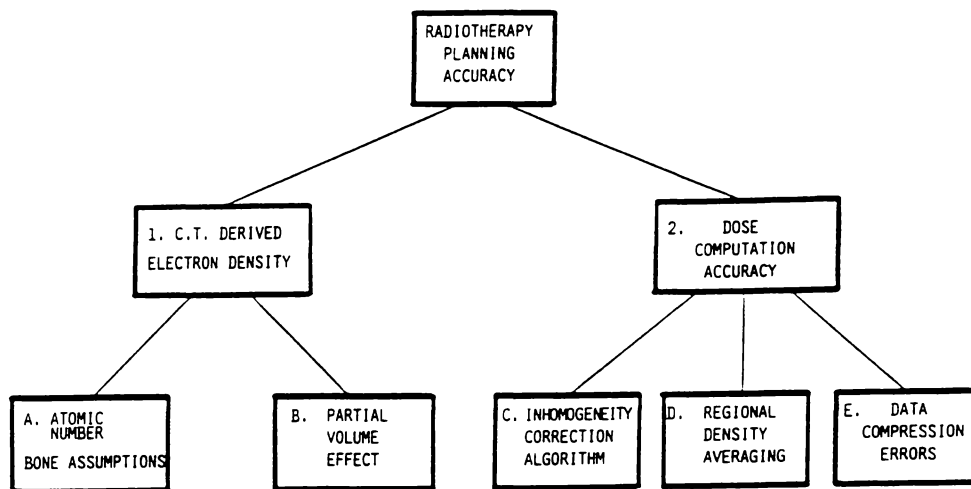 RADIOTHERAPY
PLANNING
ACCURACY
1. C.T. DERIVED
ELECTRON DENSITY
2. DOSE
COMPUTATION
ACCURACY
A. ATOMIC
NUMBER
BONE ASSUMPTIONS
B. PARTIAL
VOLUME
EFFECT
C. INHOMOGENEITY
CORRECTION
ALGORITHM
D. REGIONAL
DENSITY
AVERAGING
E. DATA
COMPRESSION
ERRORS